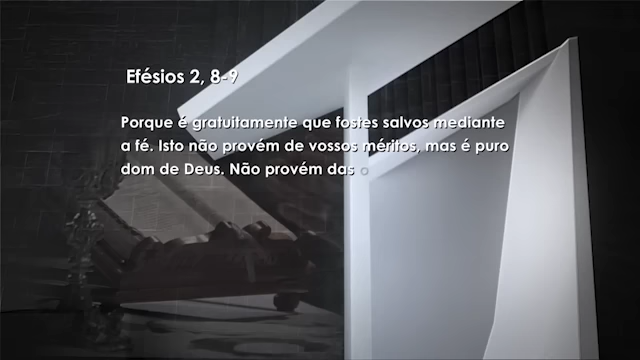 Efésios 2, 8-9
Porque é gratuitamente que fostes salvos mediante
a fé. Isto não provém de vossos méritos, mas é puro
dom de Deus. Não provém das o